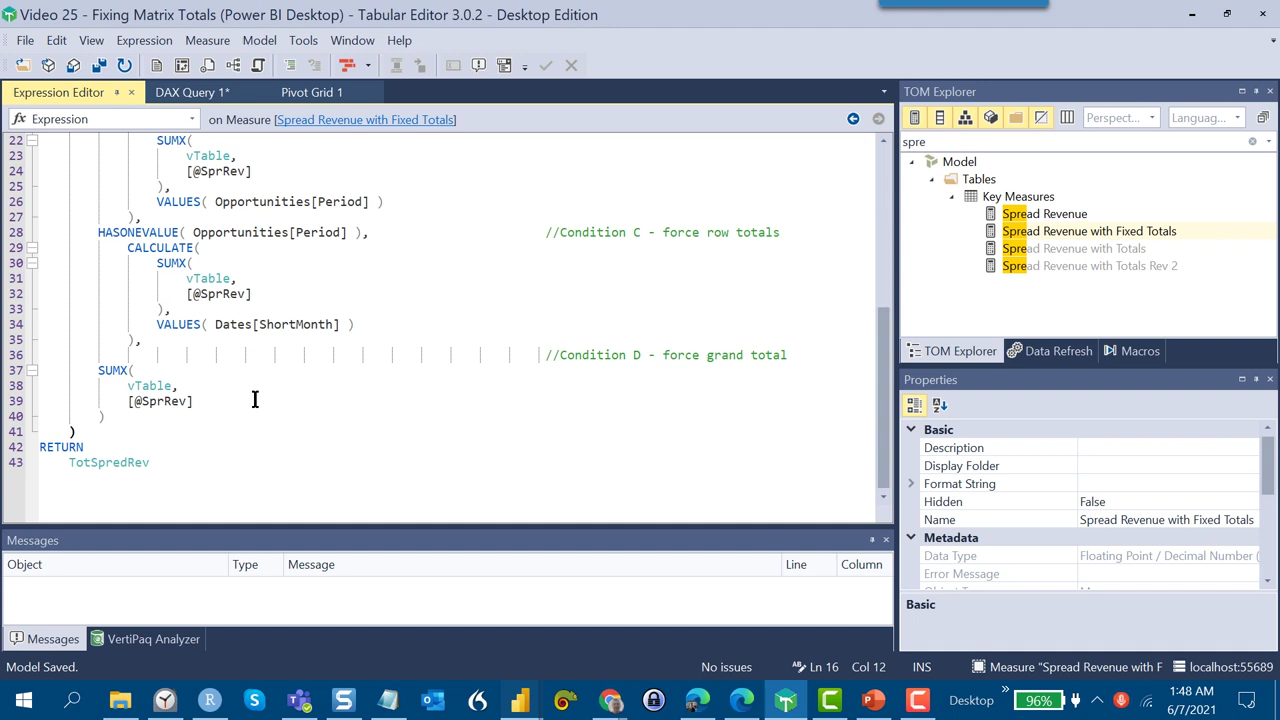 Video 25 - Fixing Matrix Totals (Power BI Desktop) - Tabular Editor 3.0.2 - Desktop Edition
File Edit View Expression Measure Model Tools Window Help
Expression Editor DAX Query 1* Pivot Grid 1
fx Expression on Measure [Spread Revenue with Fixed Totals]
22 SUMX(
23 vTable,
24 [@SprRev]
25 ),
26 VALUES( Opportunities[Period] )
27 ),
28 HASONEVALUE( Opportunities[Period] ), //Condition C - force row totals
29 CALCULATE(
30 SUMX(
31 vTable,
32 [@SprRev]
33 ),
34 VALUES( Dates[ShortMonth] )
35 ),
36 //Condition D - force grand total
37 SUMX(
38 vTable,
39 [@SprRev]
40 )
41 )
42 RETURN
43 TotSpredRev
TOM Explorer
Perspect... Languag...
spre
Model
Tables
Key Measures
Spread Revenue
Spread Revenue with Fixed Totals
Spread Revenue with Totals
Spread Revenue with Totals Rev 2
TOM Explorer Data Refresh Macros
Properties
Basic
Description
Display Folder
Format String
Hidden False
Name Spread Revenue with Fixed Totals
Metadata
Data Type Floating Point / Decimal Number (
Error Message
Basic
Messages
Object Type Message Line Column
Messages VertiPaq Analyzer
Model Saved. No issues Ln 16 Col 12 INS Measure "Spread Revenue with F localhost:55689
Desktop 96% 1:48 AM
6/7/2021